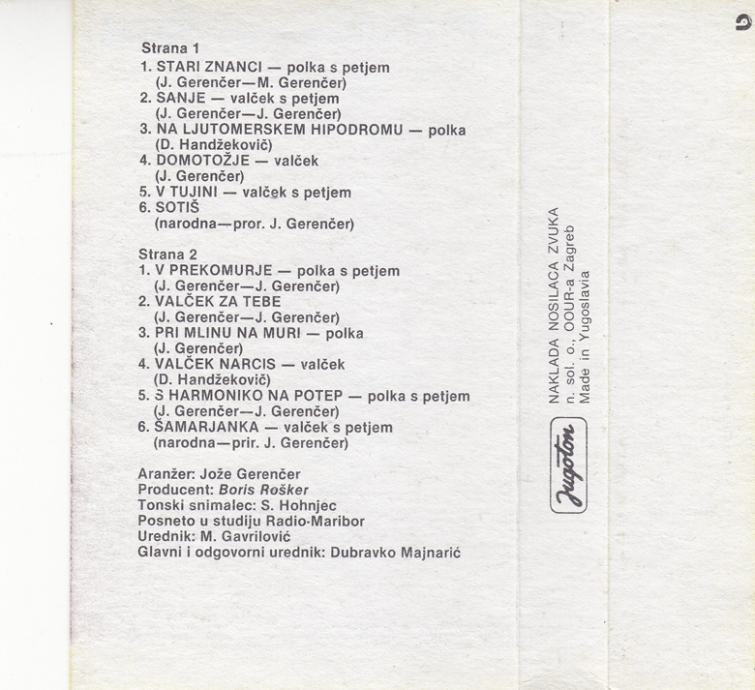 Strana 1
1. STARI ZNANCI — polka s petjem
(J. Gerenčer—M. Gerenčer)
2. SANJE — valček s petjem
(J. Gerenčer—J. Gerenčer)
3. NA LJUTOMERSKEM HIPODROMU — polka
(D. Handžekovič)
4. DOMOTOŽJE — valček
(J. Gerenčer)
5. V TUJINI — valček s petjem
6. SOTIŠ
(narodna—pror. J. Gerenčer)
Strana 2
1. V PREKOMURJE — polka s petjem
(J. Gerenčer—J. Gerenčer)
2. VALČEK ZA TEBE
(J. Gerenčer—J. Gerenčer)
3. PRI MLINU NA MURI — polka
(J. Gerenčer)
4. VALČEK NARCIS — valček
(D. Handžekovič)
5. S HARMONIKO NA POTEP — polka s petjem
(J. Gerenčer—J. Gerenčer)
6. ŠAMARJANKA — valček s petjem
(narodna—prir. J. Gerenčer)
Aranžer: Jože Gerenčer
Producent: Boris Rošker
Tonski snimalec: S. Hohnjec
Posneto u studiju Radio-Maribor
Urednik: M. Gavrilović
Glavni i odgovorni urednik: Dubravko Majnarić
Jugoton
NAKLADA NOSILACA ZVUKA
n. sol. o., OOUR-a Zagreb
Made in Yugoslavia